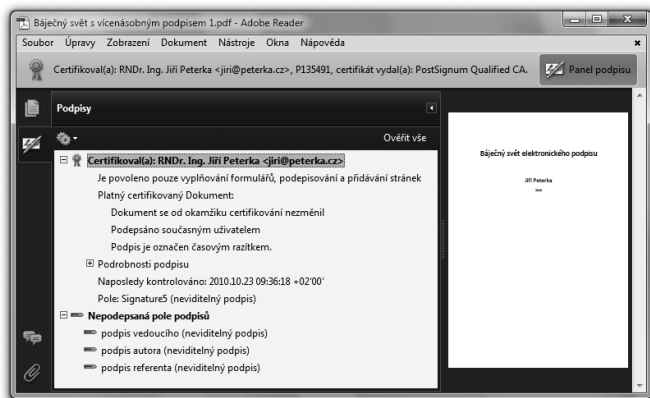 Báječný svět s vícenásobným podpisem 1.pdf - Adobe Reader
Soubor Úpravy Zobrazení Dokument Nástroje Okna Nápověda
Certifikoval(a): RNDr. Ing. Jiří Peterka <jiri@peterka.cz>, P135491, certifikát vydal(a): PostSignum Qualified CA.
Panel podpisu
Podpisy
Ověřit vše
Certifikoval(a): RNDr. Ing. Jiří Peterka <jiri@peterka.cz>
Je povoleno pouze vyplňování formulářů, podepisování a přidávání stránek
Platný certifikovaný Dokument:
Dokument se od okamžiku certifikování nezměnil
Podepsáno současným uživatelem
Podpis je označen časovým razítkem.
Podrobnosti podpisu
Naposledy kontrolováno: 2010.10.23 09:36:18 +02'00'
Pole: Signature5 (neviditelný podpis)
Nepodepsaná pole podpisů
podpis vedoucího (neviditelný podpis)
podpis autora (neviditelný podpis)
podpis referenta (neviditelný podpis)
Báječný svět elektronického podpisu
Jiří Peterka